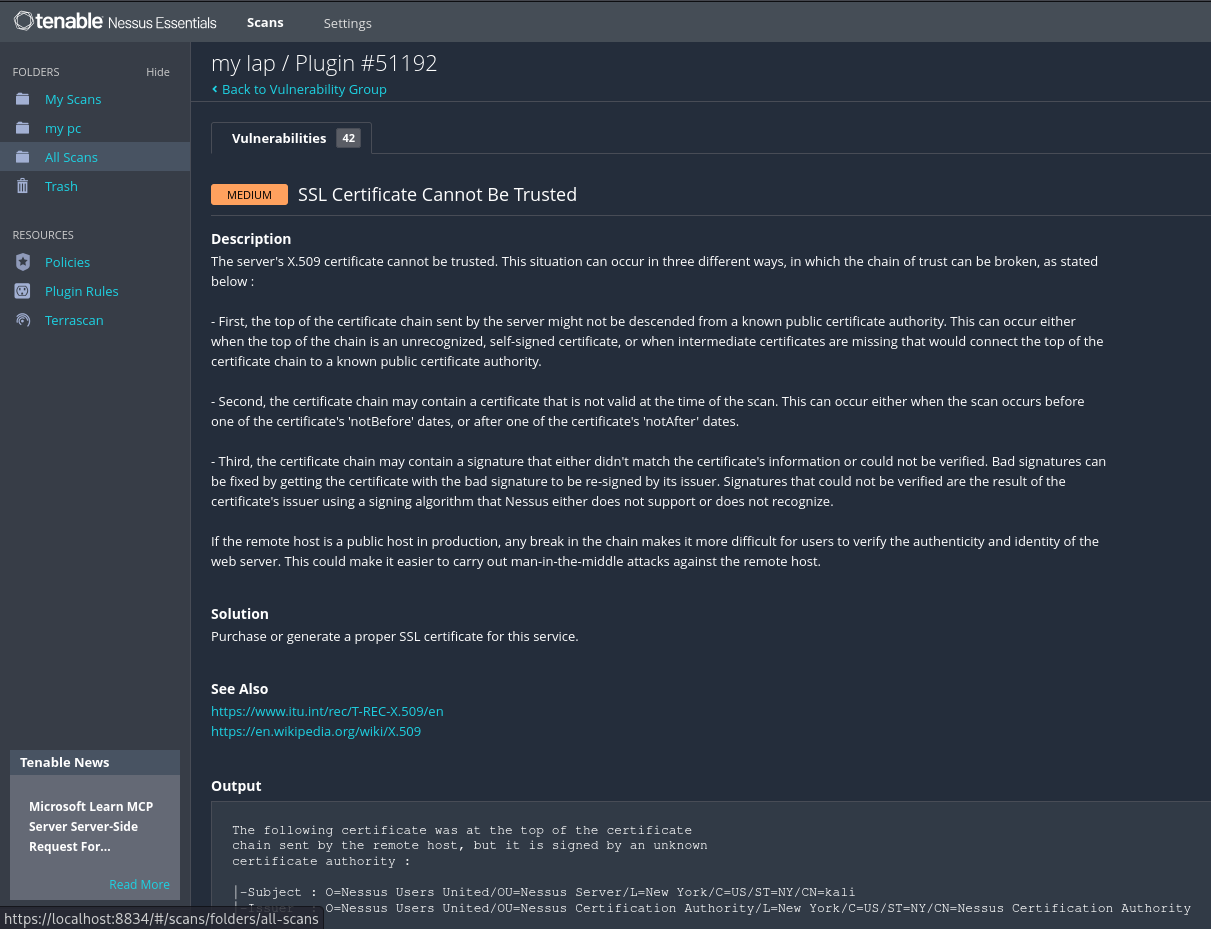 tenable Nessus Essentials Scans Settings
FOLDERS Hide
My Scans
my pc
All Scans
Trash
RESOURCES
Policies
Plugin Rules
Terrascan
Tenable News
Microsoft Learn MCP
Server Server-Side
Request For...
Read More
my lap / Plugin #51192
Back to Vulnerability Group
Vulnerabilities 42
MEDIUM SSL Certificate Cannot Be Trusted
Description
The server's X.509 certificate cannot be trusted. This situation can occur in three different ways, in which the chain of trust can be broken, as stated
below :
- First, the top of the certificate chain sent by the server might not be descended from a known public certificate authority. This can occur either
when the top of the chain is an unrecognized, self-signed certificate, or when intermediate certificates are missing that would connect the top of the
certificate chain to a known public certificate authority.
- Second, the certificate chain may contain a certificate that is not valid at the time of the scan. This can occur either when the scan occurs before
one of the certificate's 'notBefore' dates, or after one of the certificate's 'notAfter' dates.
- Third, the certificate chain may contain a signature that either didn't match the certificate's information or could not be verified. Bad signatures can
be fixed by getting the certificate with the bad signature to be re-signed by its issuer. Signatures that could not be verified are the result of the
certificate's issuer using a signing algorithm that Nessus either does not support or does not recognize.
If the remote host is a public host in production, any break in the chain makes it more difficult for users to verify the authenticity and identity of the
web server. This could make it easier to carry out man-in-the-middle attacks against the remote host.
Solution
Purchase or generate a proper SSL certificate for this service.
See Also
https://www.itu.int/rec/T-REC-X.509/en
https://en.wikipedia.org/wiki/X.509
Output
The following certificate was at the top of the certificate
chain sent by the remote host, but it is signed by an unknown
certificate authority :
|-Subject : O=Nessus Users United/OU=Nessus Server/L=New York/C=US/ST=NY/CN=kali
|-Issuer : O=Nessus Users United/OU=Nessus Certification Authority/L=New York/C=US/ST=NY/CN=Nessus Certification Authority
https://localhost:8834/#/scans/folders/all-scans